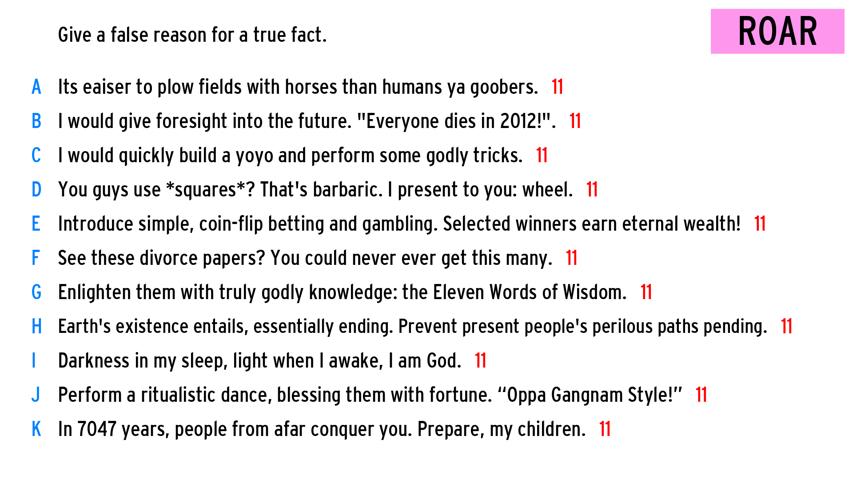 Give a false reason for a true fact.
ROAR
A Its eaiser to plow fields with horses than humans ya goobers. 11
B I would give foresight into the future. "Everyone dies in 2012!". 11
C I would quickly build a yoyo and perform some godly tricks. 11
D You guys use *squares*? That's barbaric. I present to you: wheel. 11
E Introduce simple, coin-flip betting and gambling. Selected winners earn eternal wealth! 11
F See these divorce papers? You could never ever get this many. 11
G Enlighten them with truly godly knowledge: the Eleven Words of Wisdom. 11
H Earth's existence entails, essentially ending. Prevent present people's perilous paths pending. 11
I Darkness in my sleep, light when I awake, I am God. 11
J Perform a ritualistic dance, blessing them with fortune. “Oppa Gangnam Style!” 11
K In 7047 years, people from afar conquer you. Prepare, my children. 11